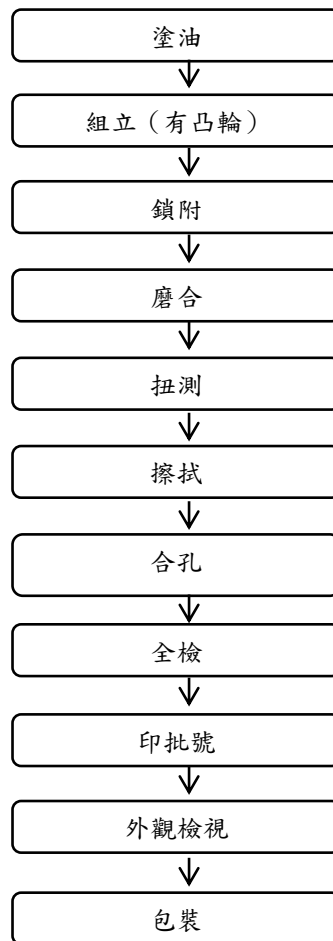 塗油
組立（有凸輪）
鎖附
磨合
扭測
擦拭
合孔
全檢
印批號
外觀檢視
包裝